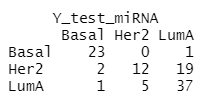 Y_test_miRNA
Basal Her2 LumA
Basal 23 0 1
Her2 2 12 19
LumA 1 5 37